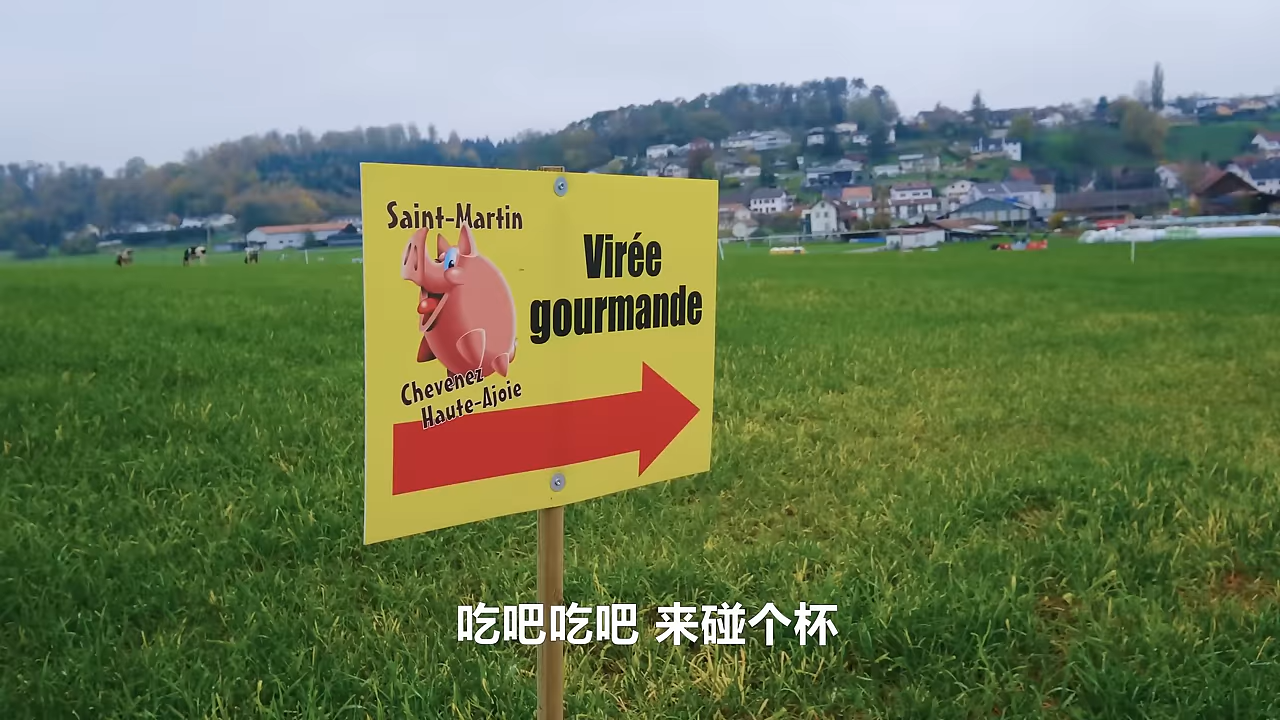 Saint-Martin
Virée
gourmande
Chevenez
Haute-Ajoie
吃吧吃吧 来碰个杯